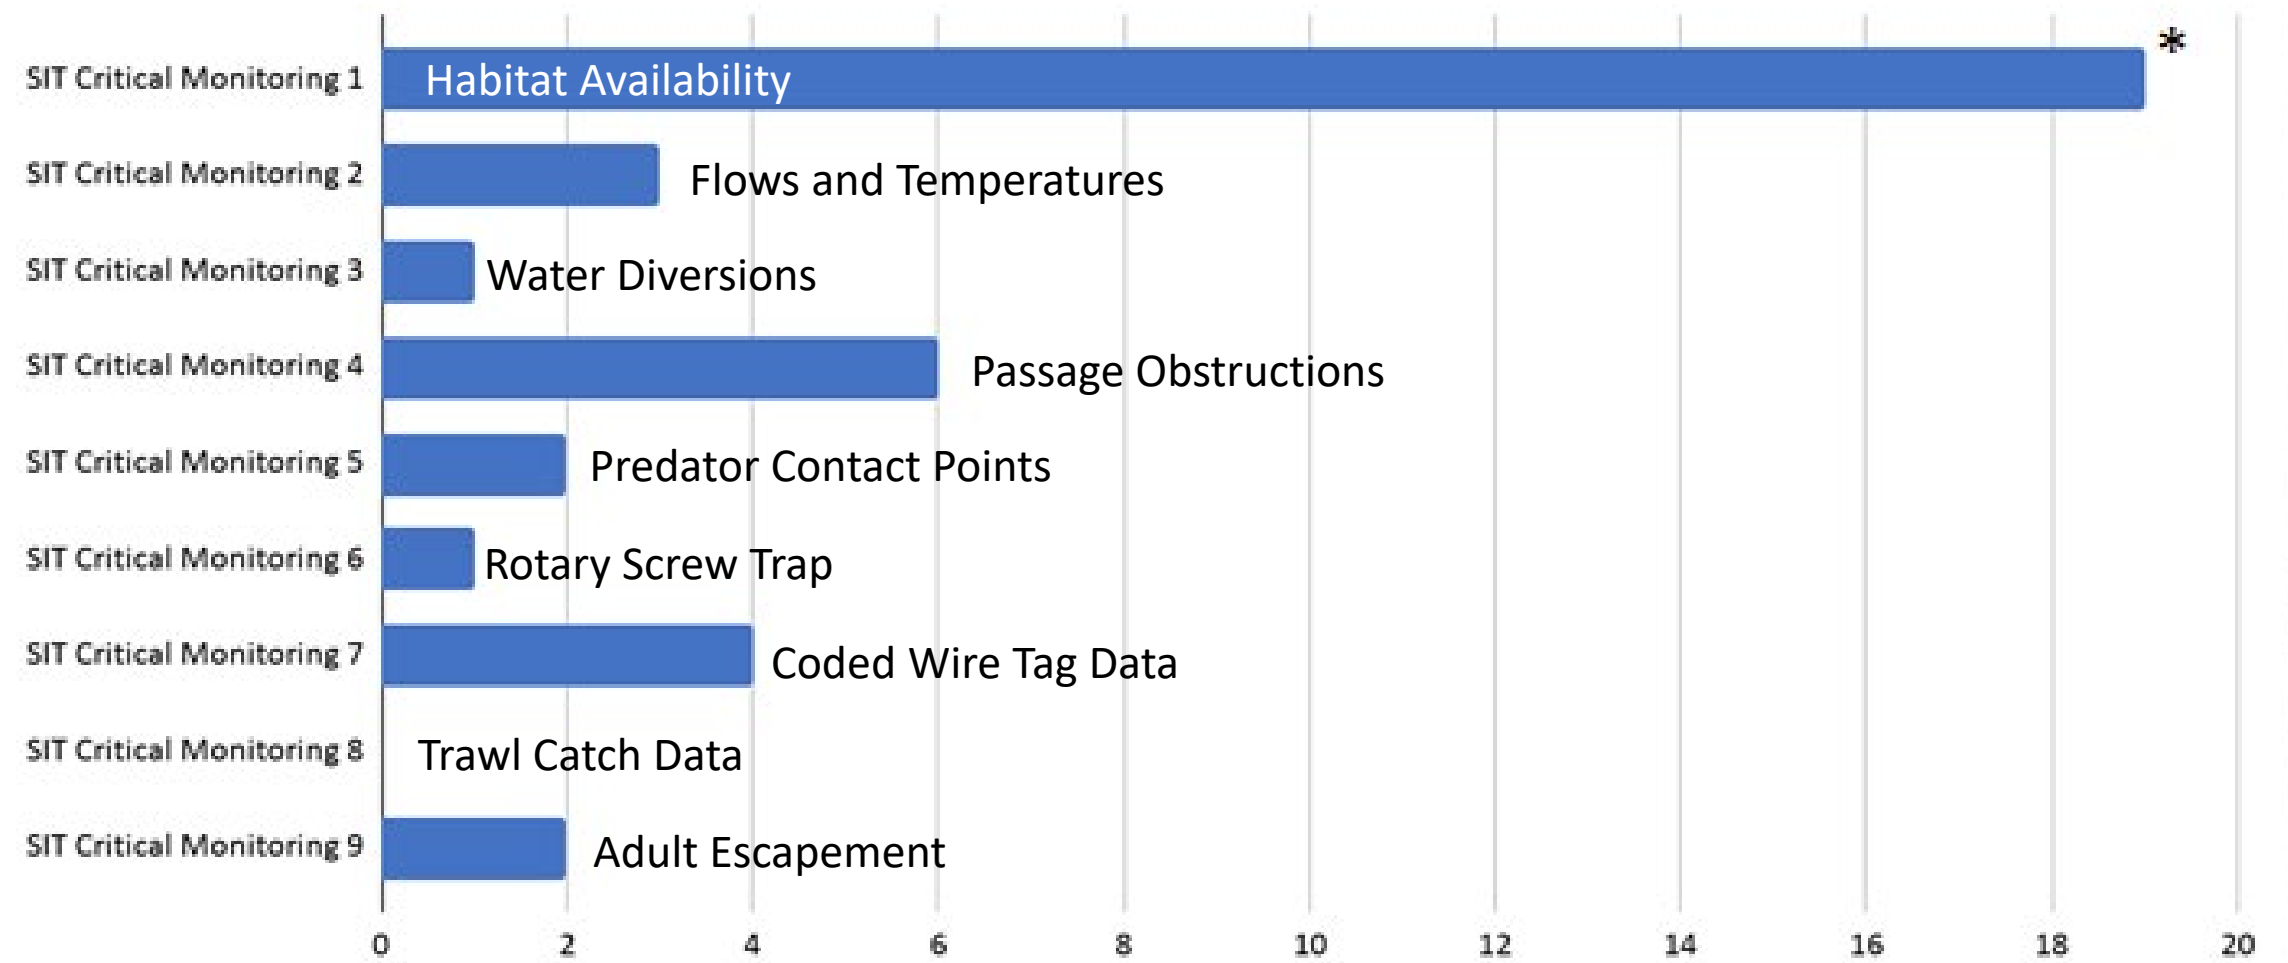 *
SIT Critical Monitoring 1 Habitat Availability
SIT Critical Monitoring 2 Flows and Temperatures
SIT Critical Monitoring 3 Water Diversions
SIT Critical Monitoring 4 Passage Obstructions
SIT Critical Monitoring 5 Predator Contact Points
SIT Critical Monitoring 6 Rotary Screw Trap
SIT Critical Monitoring 7 Coded Wire Tag Data
SIT Critical Monitoring 8 Trawl Catch Data
SIT Critical Monitoring 9 Adult Escapement
0 2 4 6 8 10 12 14 16 18 20